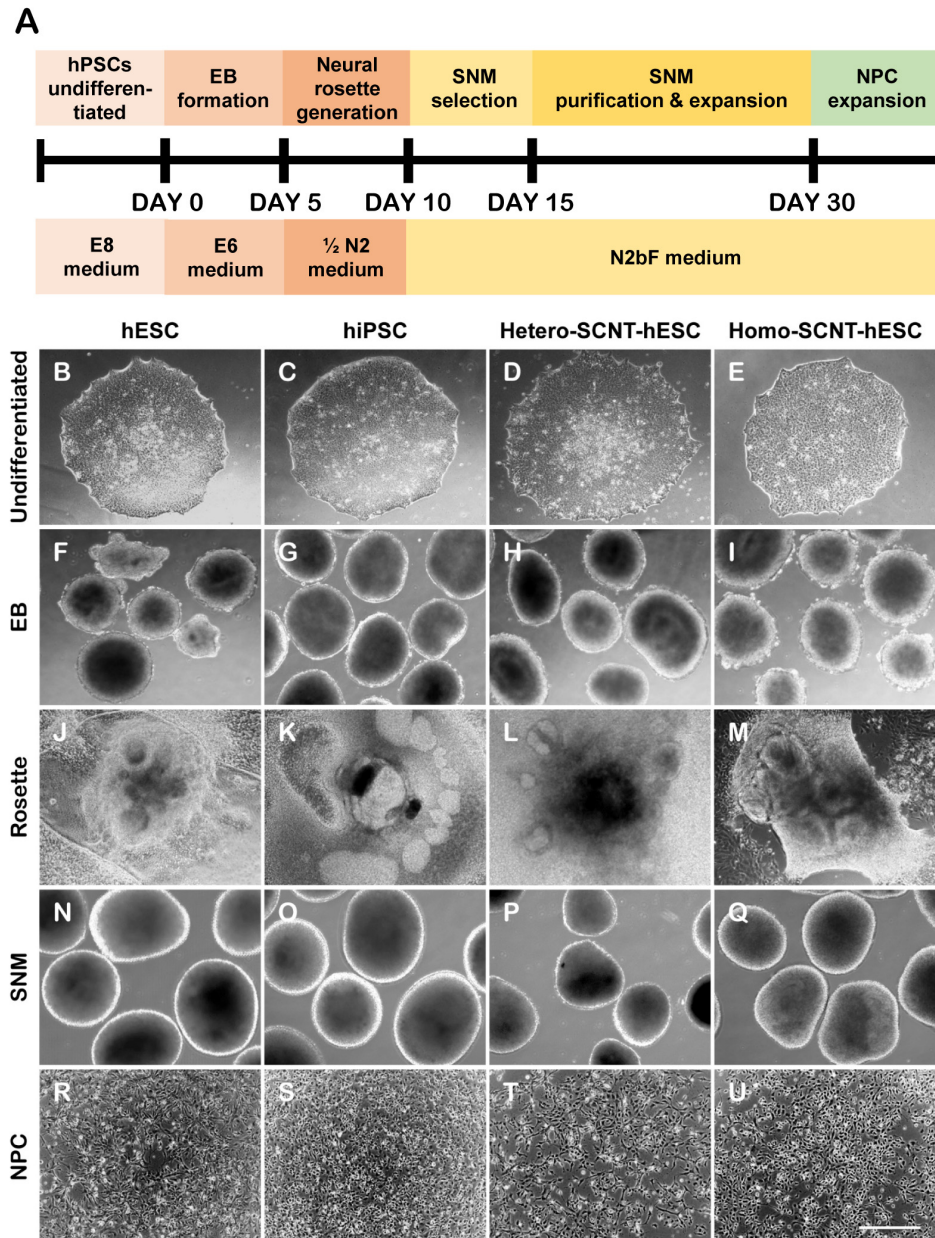 A
hPSCs
undifferen-
tiated
EB
formation
Neural
rosette
generation
SNM
selection
SNM
purification & expansion
NPC
expansion
DAY 0
DAY 5
DAY 10
DAY 15
DAY 30
E8
medium
E6
medium
½ N2
medium
N2bF medium
hESC
hiPSC
Hetero-SCNT-hESC
Homo-SCNT-hESC
Undifferentiated
B
C
D
E
EB
F
G
H
I
Rosette
J
K
L
M
SNM
N
O
P
Q
NPC
R
S
T
U